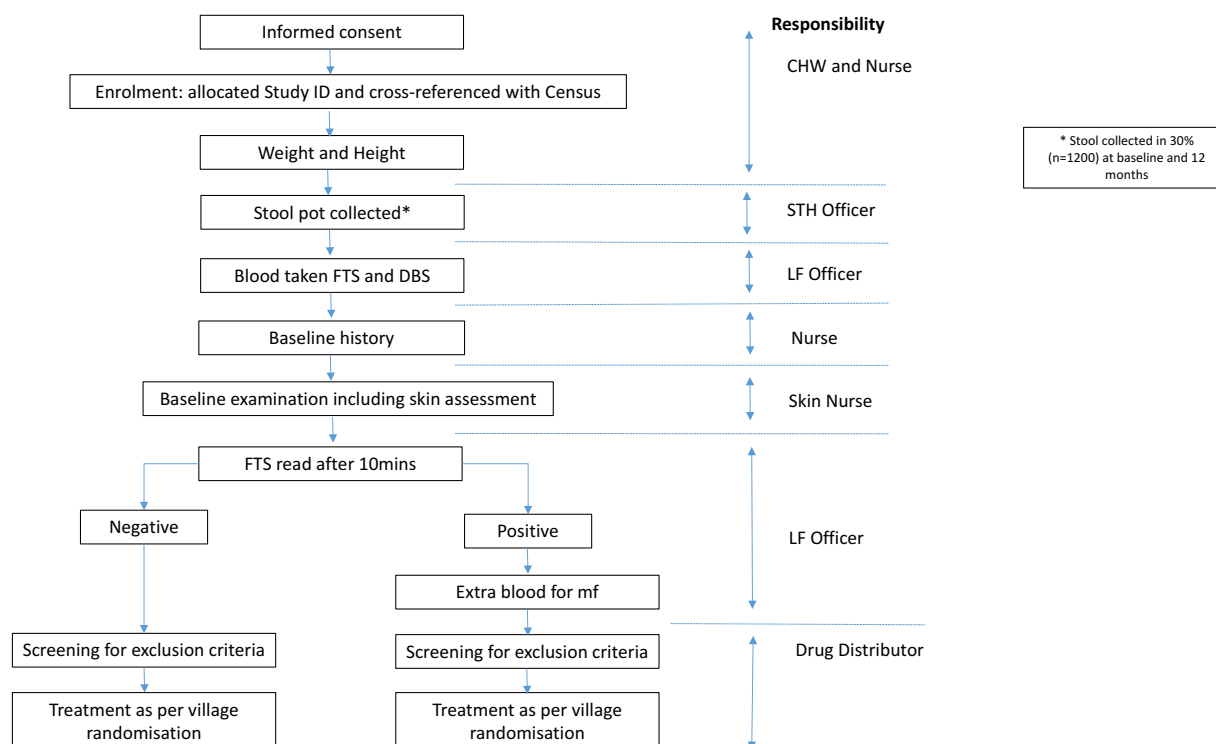 Responsibility
Informed consent
CHW and Nurse
Enrolment: allocated Study ID and cross-referenced with Census
Weight and Height
* Stool collected in 30%
(n=1200) at baseline and 12
months
Stool pot collected*
STH Officer
Blood taken FTS and DBS
LF Officer
Baseline history
Nurse
Baseline examination including skin assessment
Skin Nurse
FTS read after 10mins
Negative
Positive
LF Officer
Extra blood for mf
Screening for exclusion criteria
Screening for exclusion criteria
Drug Distributor
Treatment as per village
randomisation
Treatment as per village
randomisation